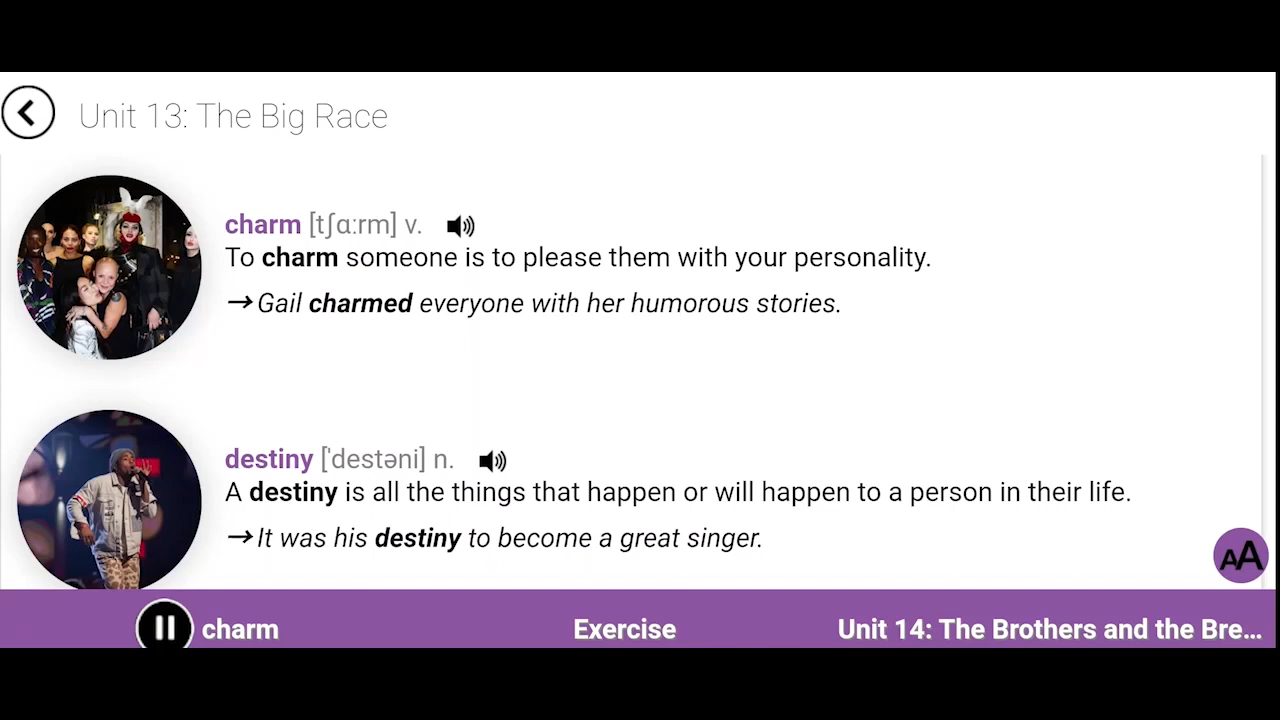 Unit 13: The Big Race
charm [tʃɑːrm] v.
To charm someone is to please them with your personality.
→ Gail charmed everyone with her humorous stories.
destiny [ˈdestəni] n.
A destiny is all the things that happen or will happen to a person in their life.
→ It was his destiny to become a great singer.
AA
charm
Exercise
Unit 14: The Brothers and the Bre...